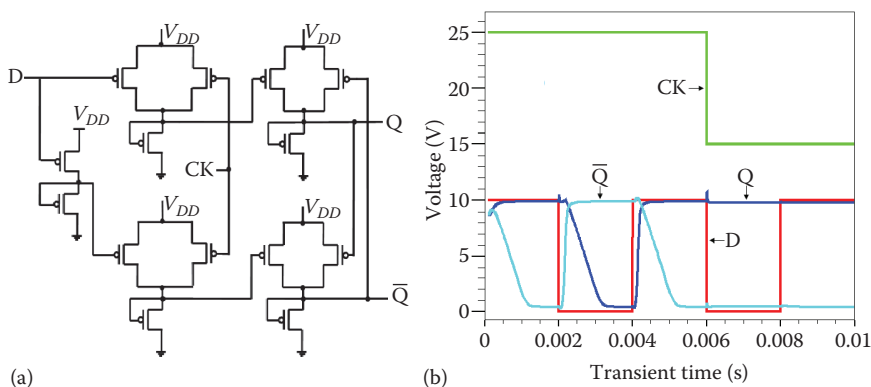 (a)
V_DD
V_DD
D
V_DD
CK
Q
V_DD
V_DD
Q̅
(b)
Voltage (V)
25
20
15
10
5
0
CK
Q̅
Q
D
0
0.002
0.004
0.006
0.008
0.01
Transient time (s)